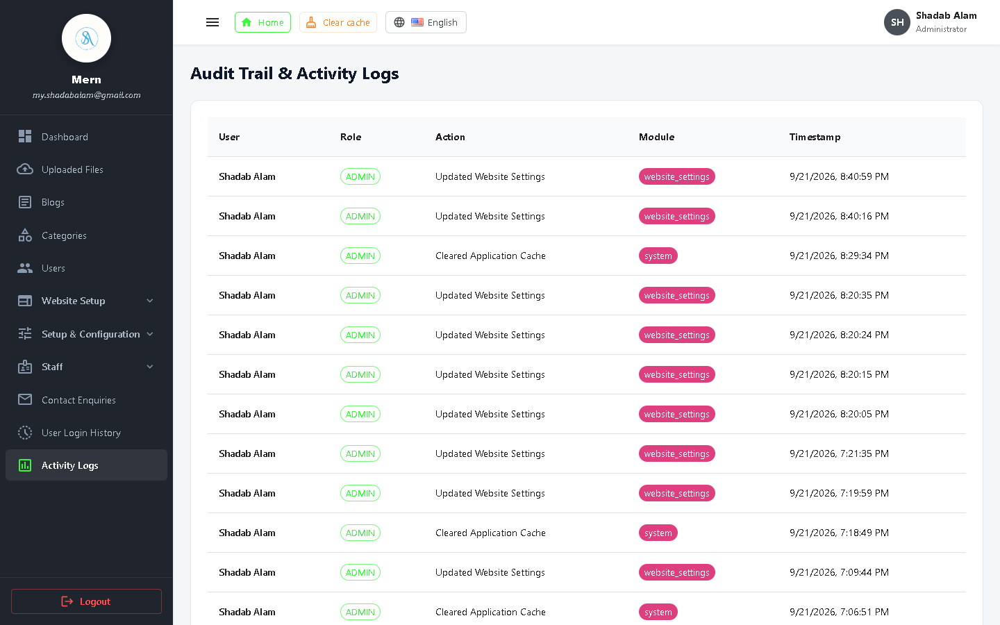 Mern
my.shadabalam@gmail.com
Dashboard
Uploaded Files
Blogs
Categories
Users
Website Setup
Setup & Configuration
Staff
Contact Enquiries
User Login History
Activity Logs
Logout
Home
Clear cache
English
SH
Shadab Alam
Administrator
Audit Trail & Activity Logs
User Role Action Module Timestamp
Shadab Alam ADMIN Updated Website Settings website_settings 9/21/2026, 8:40:59 PM
Shadab Alam ADMIN Updated Website Settings website_settings 9/21/2026, 8:40:16 PM
Shadab Alam ADMIN Cleared Application Cache system 9/21/2026, 8:29:34 PM
Shadab Alam ADMIN Updated Website Settings website_settings 9/21/2026, 8:20:35 PM
Shadab Alam ADMIN Updated Website Settings website_settings 9/21/2026, 8:20:24 PM
Shadab Alam ADMIN Updated Website Settings website_settings 9/21/2026, 8:20:15 PM
Shadab Alam ADMIN Updated Website Settings website_settings 9/21/2026, 8:20:05 PM
Shadab Alam ADMIN Updated Website Settings website_settings 9/21/2026, 7:21:35 PM
Shadab Alam ADMIN Updated Website Settings website_settings 9/21/2026, 7:19:59 PM
Shadab Alam ADMIN Cleared Application Cache system 9/21/2026, 7:18:49 PM
Shadab Alam ADMIN Updated Website Settings website_settings 9/21/2026, 7:09:44 PM
Shadab Alam ADMIN Cleared Application Cache system 9/21/2026, 7:06:51 PM